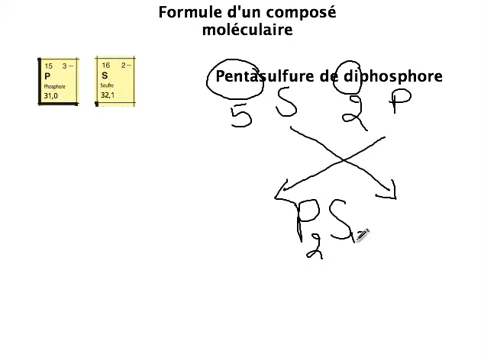 Formule d'un composé
moléculaire
15 3-
P
Phosphore
31,0
16 2-
S
Soufre
32,1
Pentasulfure de diphosphore
5 S 2 P
P2S